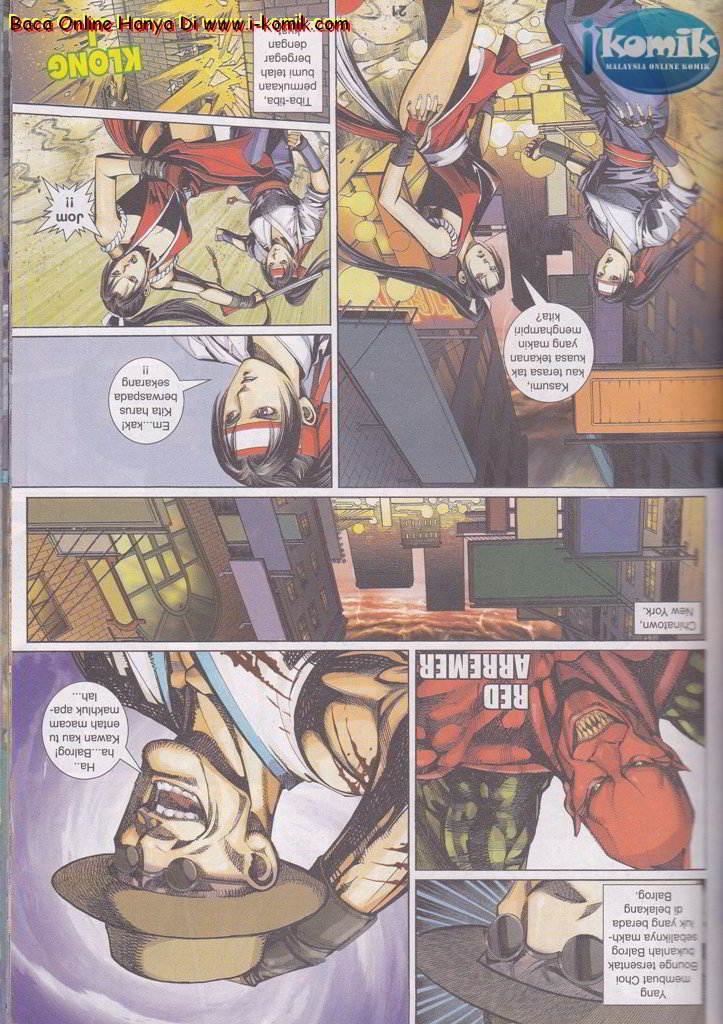 Baca Online Hanya Di www.i-komik.com
iKomik
MALAYSIA ONLINE KOMIK
Yang
membuat Choi
Bounge tersentak
bukanlah Balrog
sebaliknya makh-
luk yang berada
di belakang
Balrog.
RED
ARREMER
Ha..
ha...Balrog!
Kawan kau tu
entah macam
makhluk apa-
lah...
Chinatown,
New York.
Kasumi,
kau terasa tak
kuasa tekanan
yang makin
menghampiri
kita?
Em...kak!
Kita harus
berwaspada
sekarang
!!
Jom
!!
Tiba-tiba,
permukaan
bumi telah
bergegar
dengan
KLONG
21